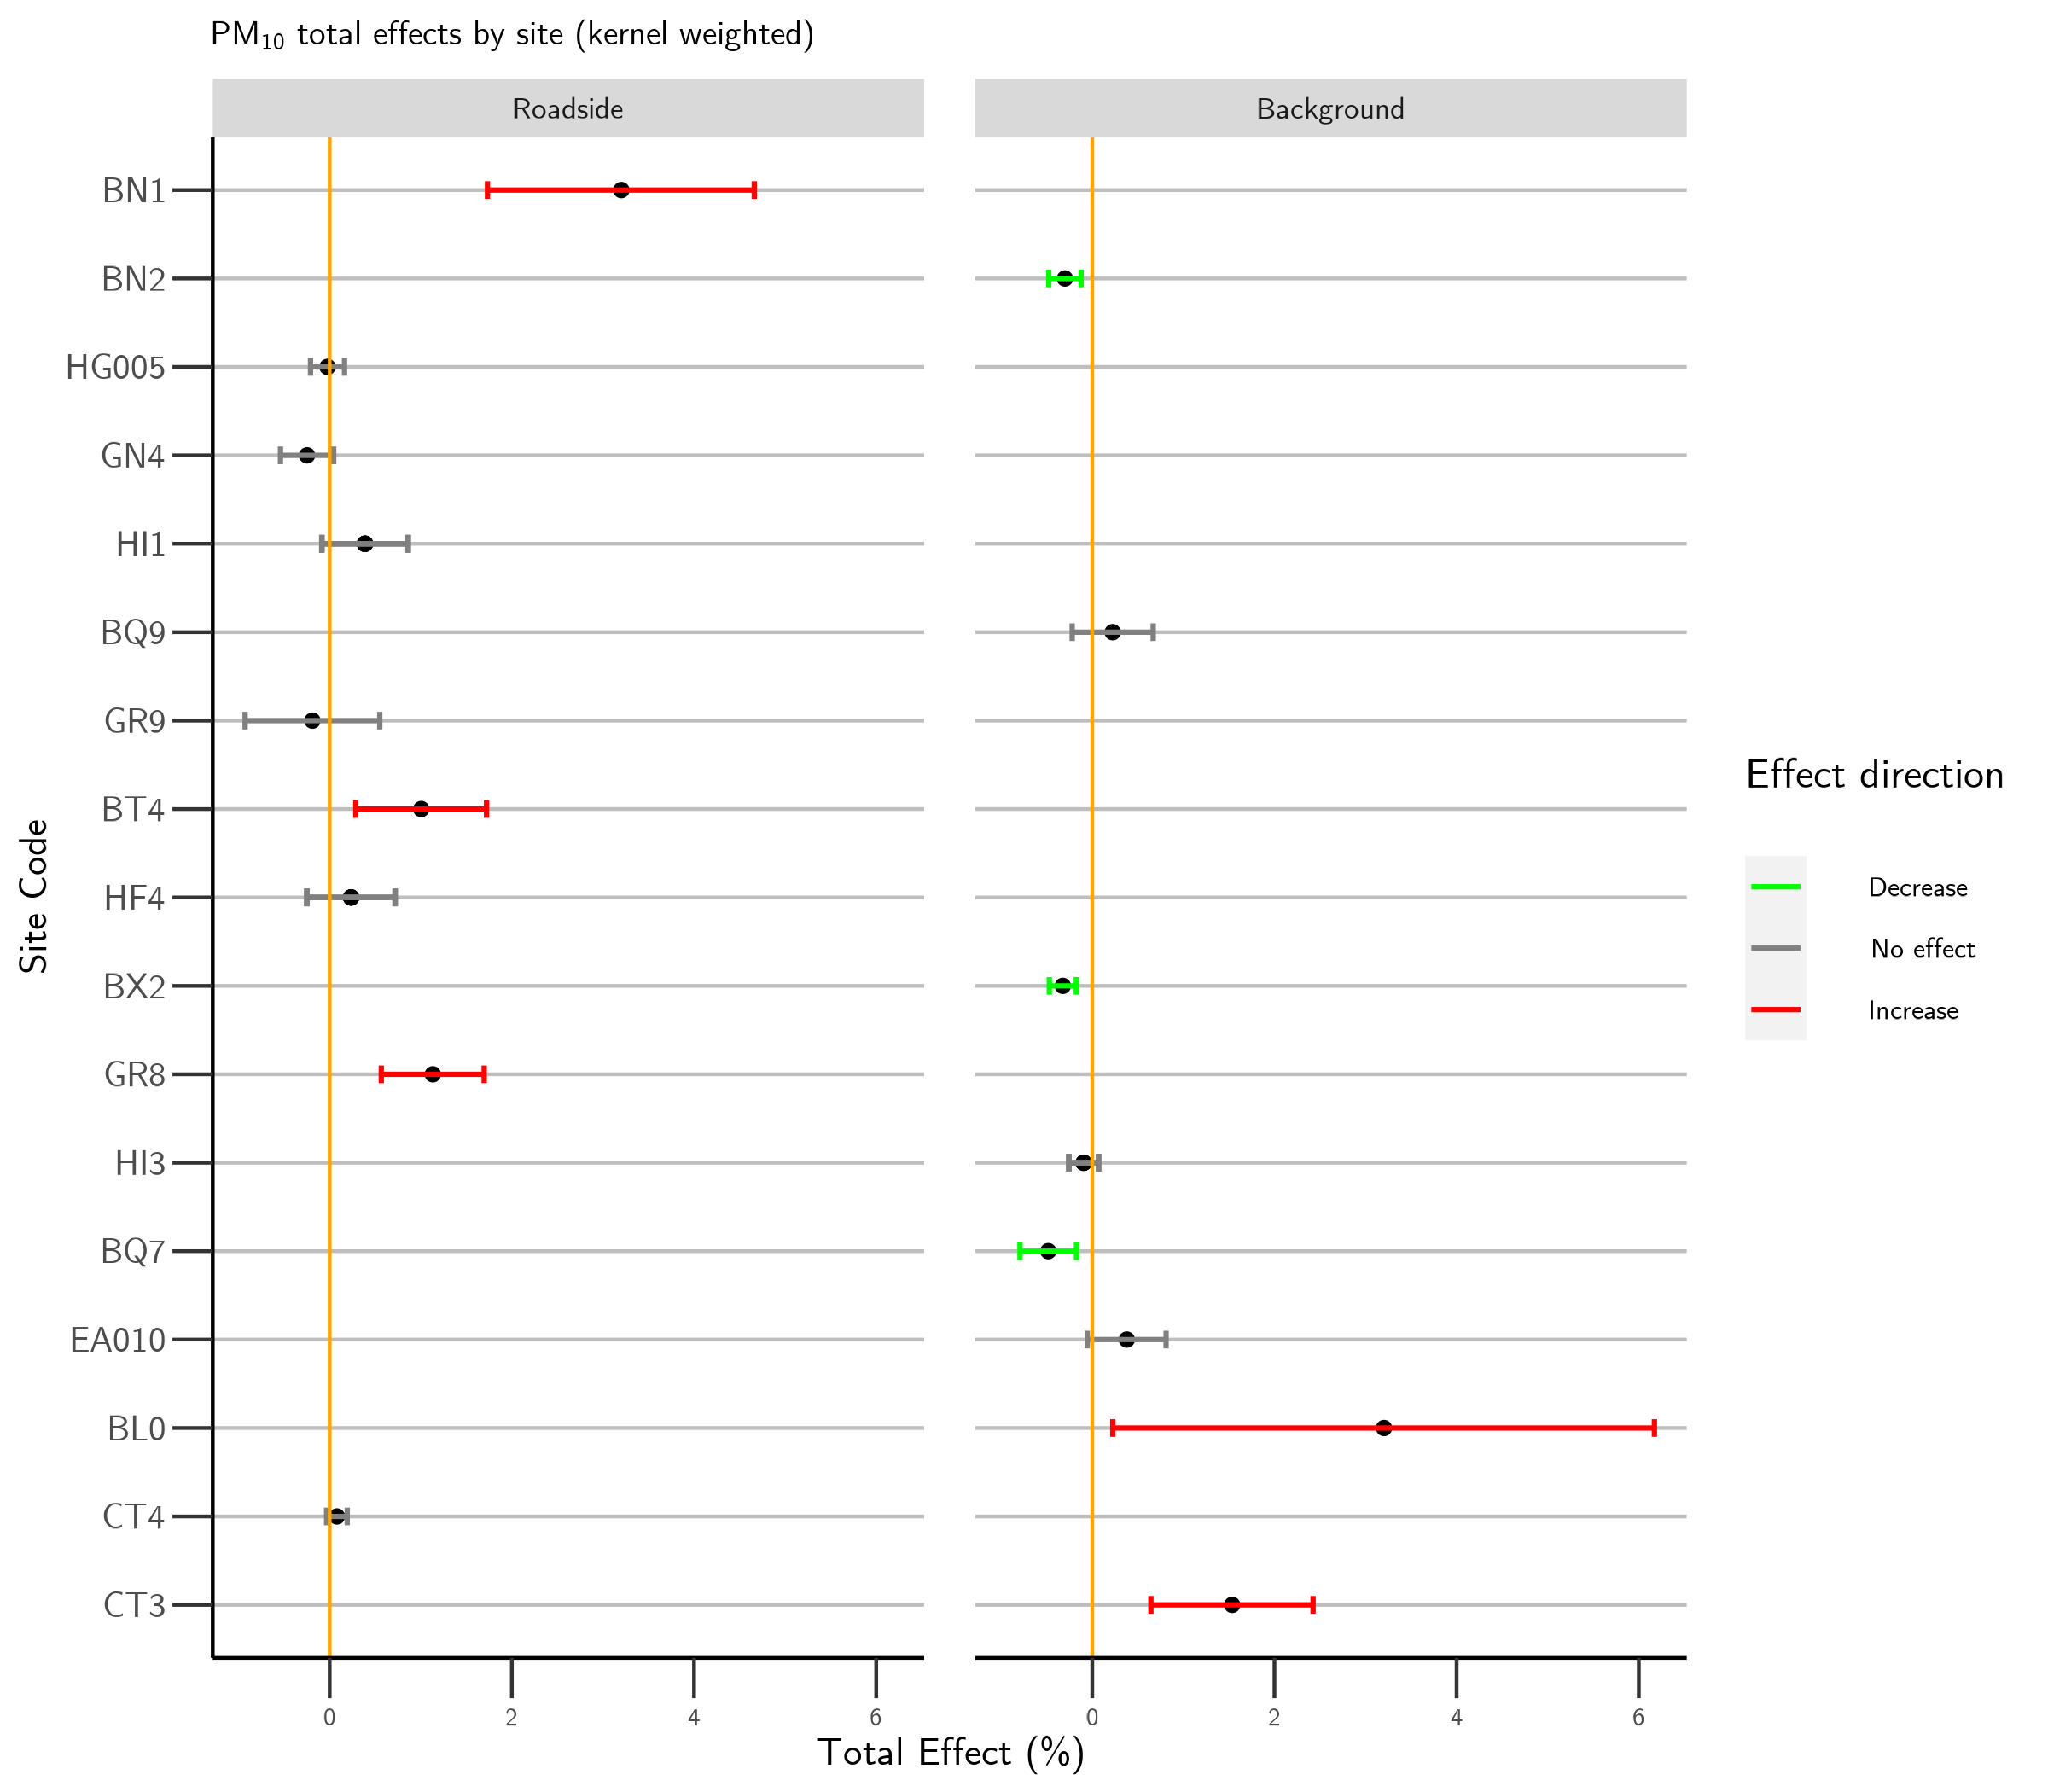 PM₁₀ total effects by site (kernel weighted)
Roadside
Background
BN1
BN2
HG005
GN4
HI1
BQ9
GR9
BT4
HF4
BX2
GR8
HI3
BQ7
EA010
BL0
CT4
CT3
Site Code
0 2 4 6
0 2 4 6
Total Effect (%)
Effect direction
Decrease
No effect
Increase